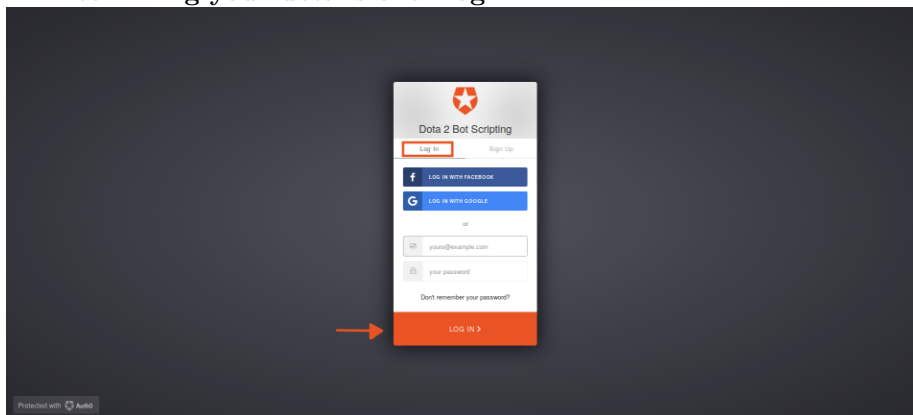 Dota 2 Bot Scripting
Log In
Sign Up
LOG IN WITH FACEBOOK
G LOG IN WITH GOOGLE
or
yours@example.com
your password
Don't remember your password?
LOG IN >
Protected with Auth0